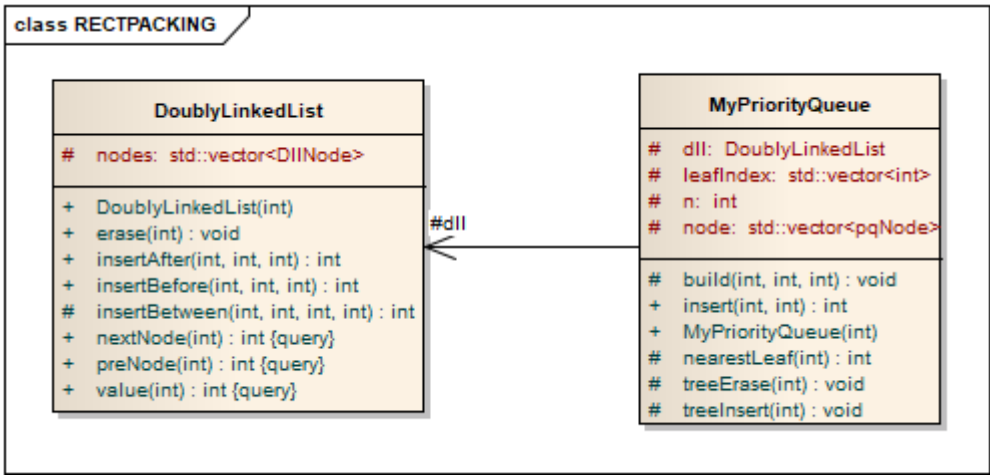 class RECTPACKING
DoublyLinkedList
# nodes: std::vector<DllNode>
+ DoublyLinkedList(int)
+ erase(int) : void
+ insertAfter(int, int, int) : int
+ insertBefore(int, int, int) : int
# insertBetween(int, int, int, int) : int
+ nextNode(int) : int {query}
+ preNode(int) : int {query}
+ value(int) : int {query}
#dll
MyPriorityQueue
# dll: DoublyLinkedList
# leafIndex: std::vector<int>
# n: int
# node: std::vector<pqNode>
# build(int, int, int) : void
+ insert(int, int) : int
+ MyPriorityQueue(int)
# nearestLeaf(int) : int
# treeErase(int) : void
# treeInsert(int) : void